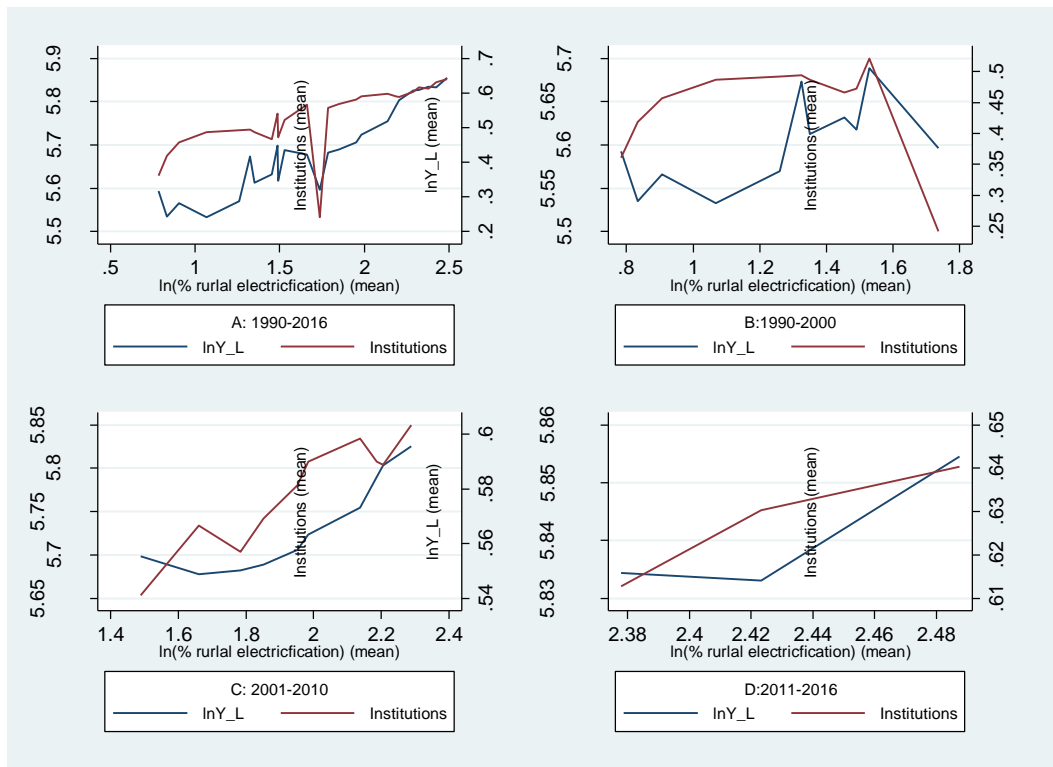 5.9
5.8
5.7
5.6
5.5
.7
.6
.5
.4
.3
.2
Institutions (mean)
lnY_L (mean)
.5 1 1.5 2 2.5
ln(% rurlal electricfication) (mean)
A: 1990-2016
lnY_L Institutions
5.7
5.65
5.6
5.55
5.5
.5
.45
.4
.35
.3
.25
Institutions (mean)
.8 1 1.2 1.4 1.6 1.8
ln(% rurlal electricfication) (mean)
B:1990-2000
lnY_L Institutions
5.85
5.8
5.75
5.7
5.65
.6
.58
.56
.54
Institutions (mean)
lnY_L (mean)
1.4 1.6 1.8 2 2.2 2.4
ln(% rurlal electricfication) (mean)
C: 2001-2010
lnY_L Institutions
5.86
5.85
5.84
5.83
.65
.64
.63
.62
.61
Institutions (mean)
2.38 2.4 2.42 2.44 2.46 2.48
ln(% rurlal electricfication) (mean)
D:2011-2016
lnY_L Institutions